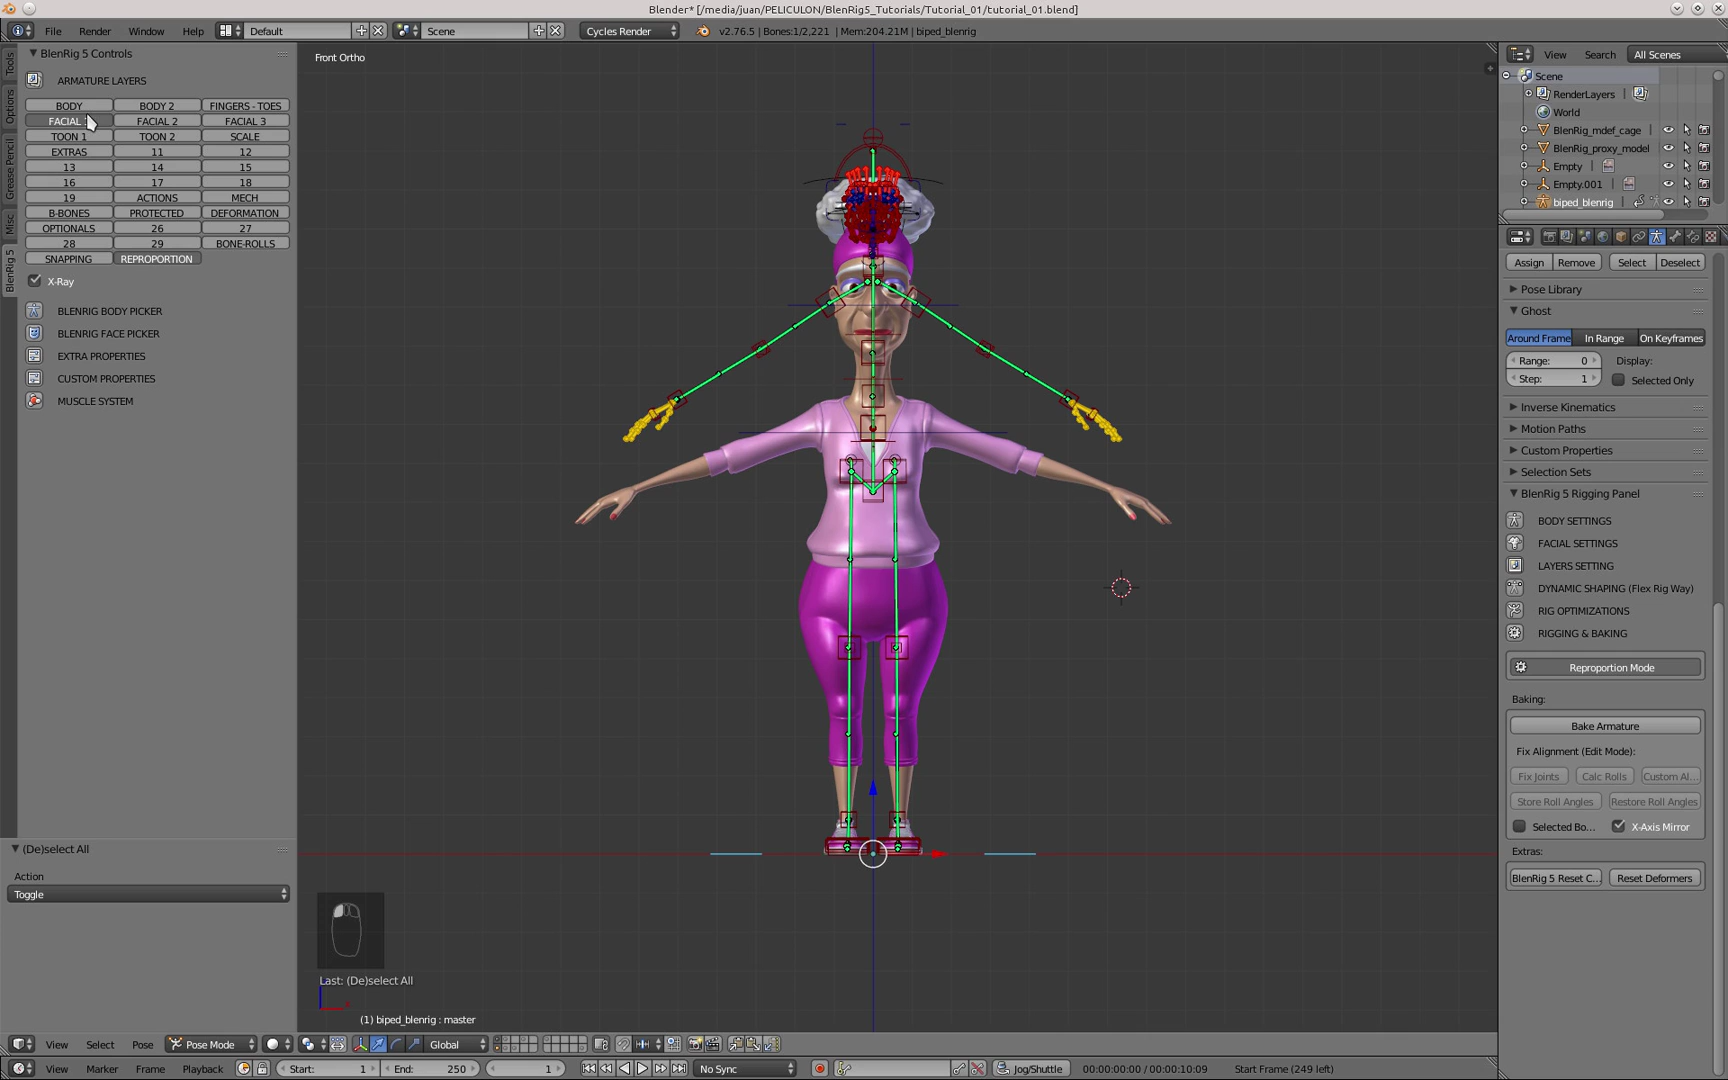 Blender* [/media/juan/PELICULON/BlenRig5_Tutorials/Tutorial_01/tutorial_01.blend]
File Render Window Help Default Scene Cycles Render v2.76.5 | Bones:1/2,221 | Mem:204.21M | biped_blenrig
Tools
Options
Grease Pencil
Misc
BlenRig 5
BlenRig 5 Controls
ARMATURE LAYERS
BODY BODY 2 FINGERS - TOES
FACIAL FACIAL 2 FACIAL 3
TOON 1 TOON 2 SCALE
EXTRAS 11 12
13 14 15
16 17 18
19 ACTIONS MECH
B-BONES PROTECTED DEFORMATION
OPTIONALS 26 27
28 29 BONE-ROLLS
SNAPPING REPROPORTION
X-Ray
BLENRIG BODY PICKER
BLENRIG FACE PICKER
EXTRA PROPERTIES
CUSTOM PROPERTIES
MUSCLE SYSTEM
(De)select All
Action
Toggle
Front Ortho
Last: (De)select All
(1) biped_blenrig : master
View Search All Scenes
Scene
RenderLayers
World
BlenRig_mdef_cage
BlenRig_proxy_model
Empty
Empty.001
biped_blenrig
Assign Remove Select Deselect
Pose Library
Ghost
Around Frame In Range On Keyframes
Range: 0 Display:
Step: 1 Selected Only
Inverse Kinematics
Motion Paths
Custom Properties
Selection Sets
BlenRig 5 Rigging Panel
BODY SETTINGS
FACIAL SETTINGS
LAYERS SETTING
DYNAMIC SHAPING (Flex Rig Way)
RIG OPTIMIZATIONS
RIGGING & BAKING
Reproportion Mode
Baking:
Bake Armature
Fix Alignment (Edit Mode):
Fix Joints Calc Rolls Custom Al...
Store Roll Angles Restore Roll Angles
Selected Bo... X-Axis Mirror
Extras:
BlenRig 5 Reset C... Reset Deformers
View Select Pose Pose Mode Global
View Marker Frame Playback Start: 1 End: 250 1 No Sync Jog/Shuttle 00:00:00:00 / 00:00:10:09 Start Frame (249 left)